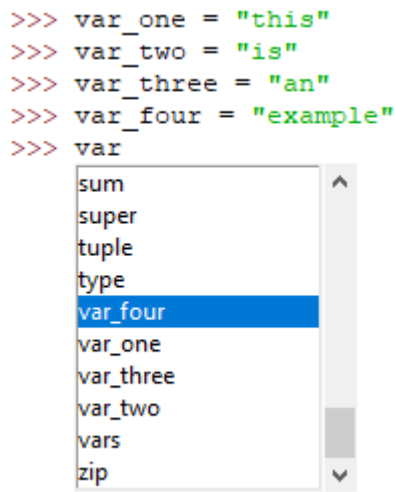 >>> var_one = "this"
>>> var_two = "is"
>>> var_three = "an"
>>> var_four = "example"
>>> var
sum
super
tuple
type
var_four
var_one
var_three
var_two
vars
zip